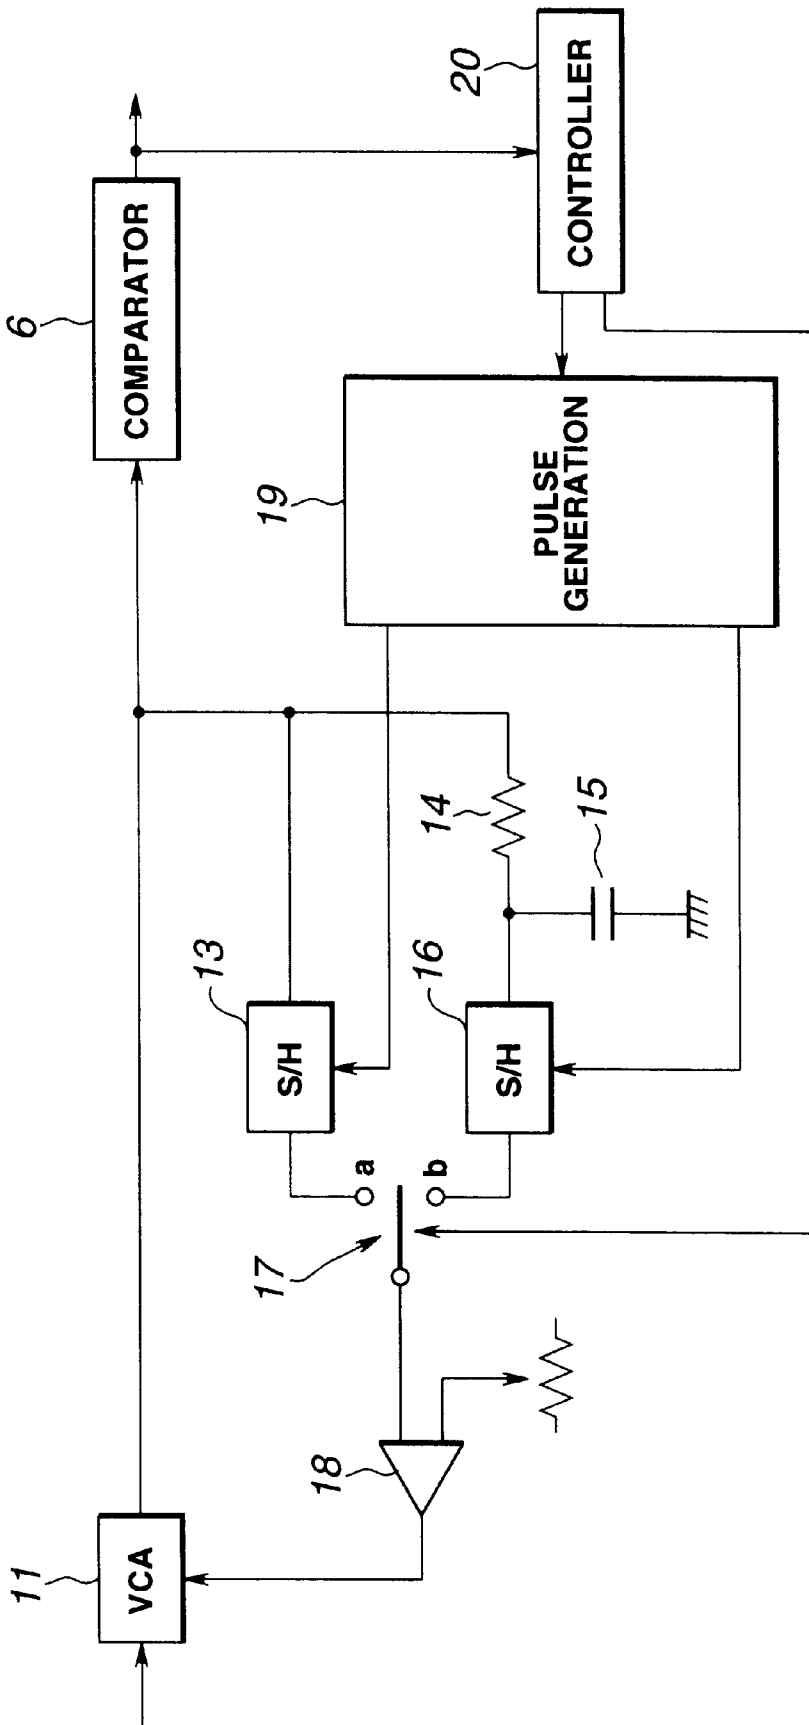 11
VCA
6
COMPARATOR
20
CONTROLLER
19
PULSE
GENERATION
13
S/H
14
15
16
S/H
a
b
17
18